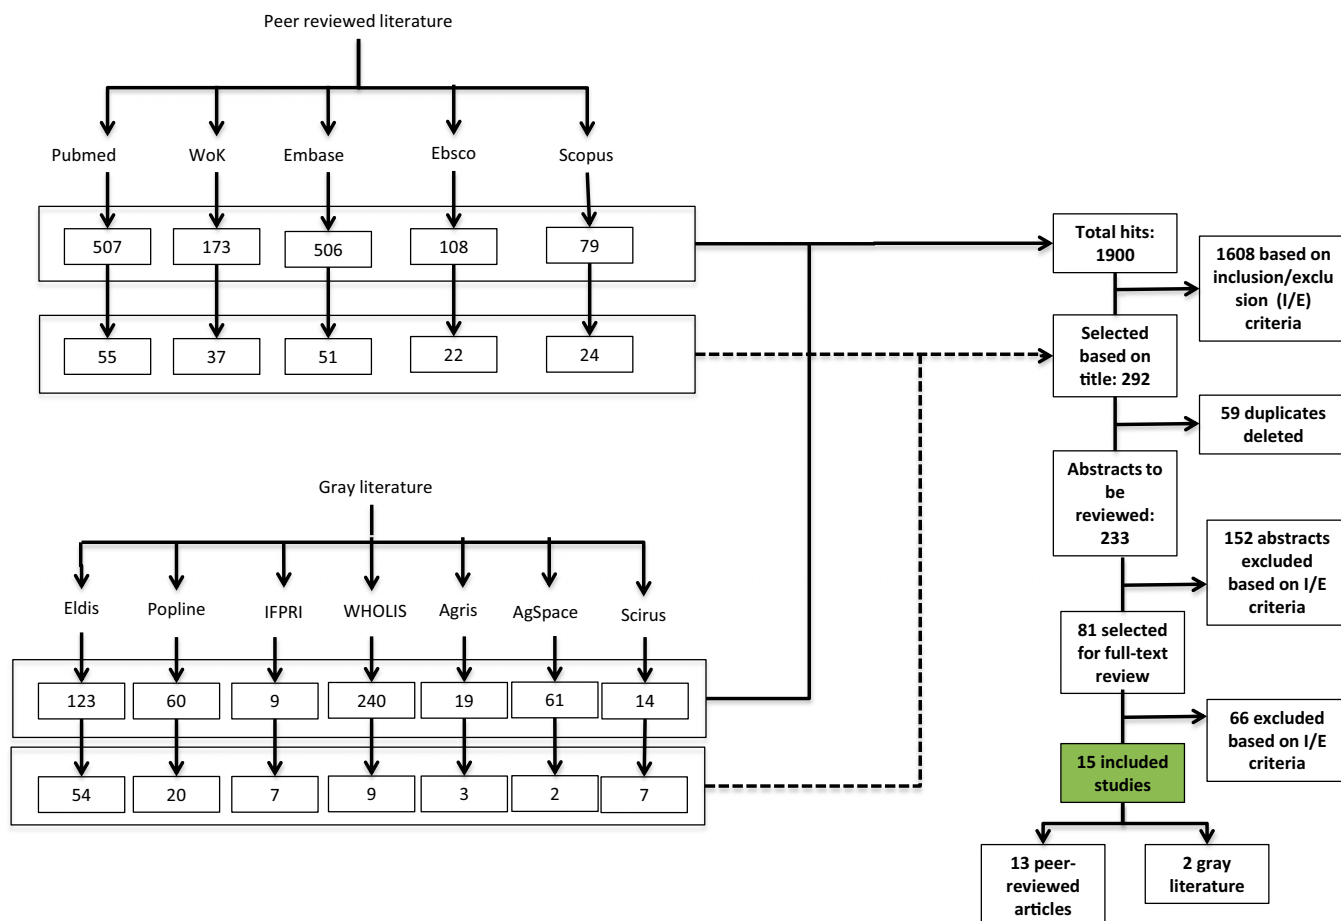 Peer reviewed literature
Pubmed
WoK
Embase
Ebsco
Scopus
507
173
506
108
79
55
37
51
22
24
Gray literature
Eldis
Popline
IFPRI
WHOLIS
Agris
AgSpace
Scirus
123
60
9
240
19
61
14
54
20
7
9
3
2
7
Total hits:
1900
1608 based on
inclusion/exclu
sion (I/E)
criteria
Selected
based on
title: 292
59 duplicates
deleted
Abstracts to
be
reviewed:
233
152 abstracts
excluded
based on I/E
criteria
81 selected
for full-text
review
66 excluded
based on I/E
criteria
15 included
studies
13 peer-
reviewed
articles
2 gray
literature